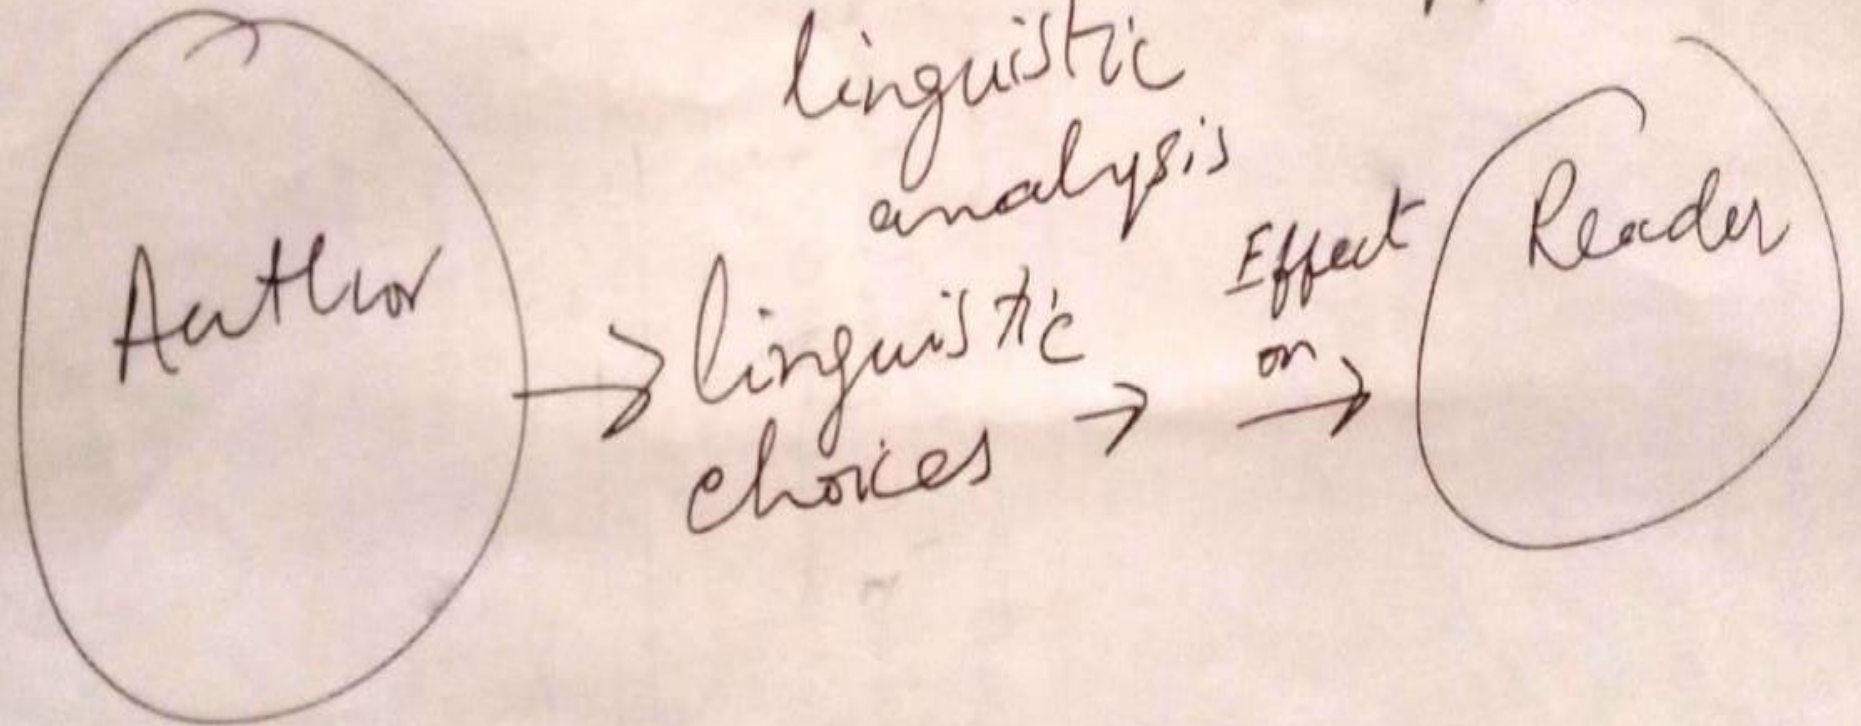 linguistic
analysis
Author
→ linguistic
choices →
Effect
on
→
Reader